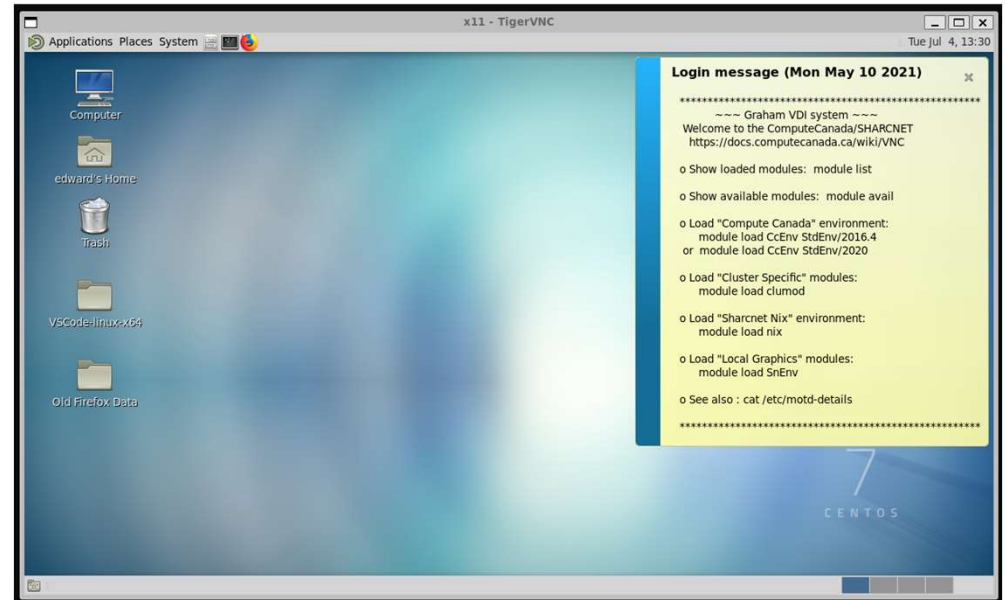 x11 - TigerVNC
Applications Places System
Tue Jul 4, 13:30
Computer
edward's Home
Trash
VSCode-linux-x64
Old Firefox Data
Login message (Mon May 10 2021)
******************************************************
~~~ Graham VDI system ~~~
Welcome to the ComputeCanada/SHARCNET
https://docs.computecanada.ca/wiki/VNC
o Show loaded modules: module list
o Show available modules: module avail
o Load "Compute Canada" environment:
module load CcEnv StdEnv/2016.4
or module load CcEnv StdEnv/2020
o Load "Cluster Specific" modules:
module load clumod
o Load "Sharcnet Nix" environment:
module load nix
o Load "Local Graphics" modules:
module load SnEnv
o See also : cat /etc/motd-details
******************************************************
7
CENTOS